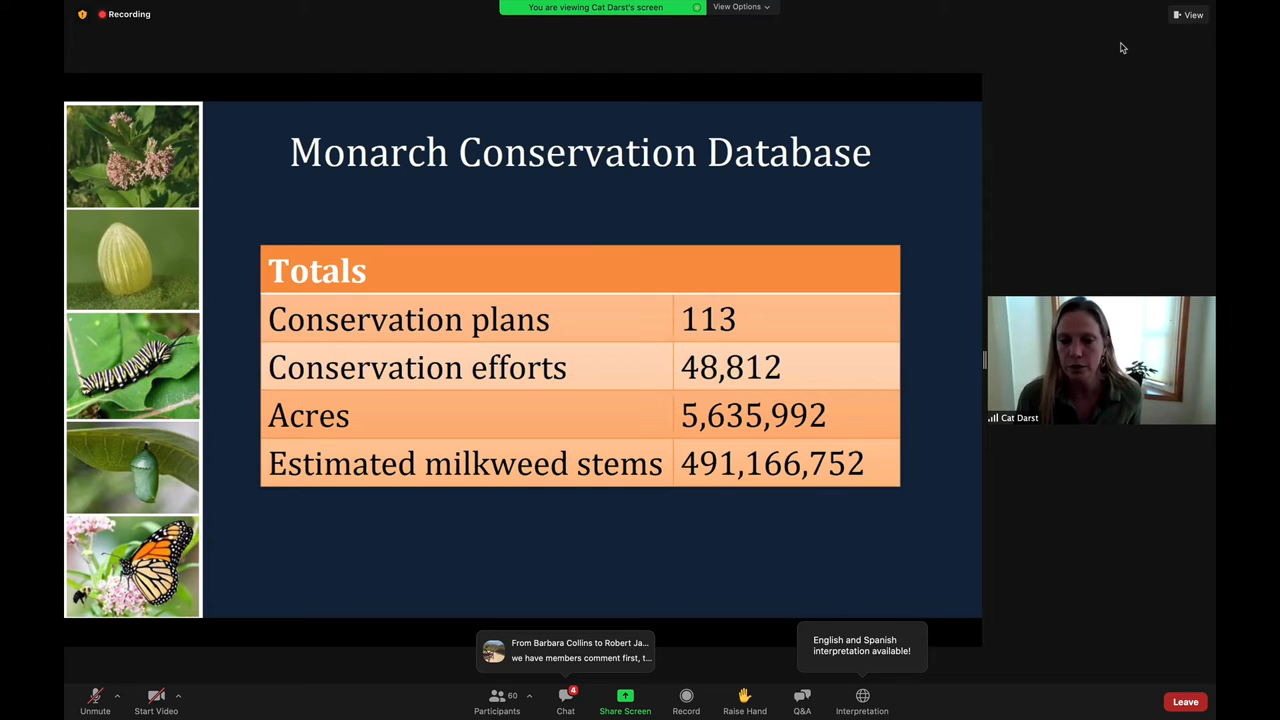 Recording
You are viewing Cat Darst's screen
View Options
View
Monarch Conservation Database
Totals
Conservation plans 113
Conservation efforts 48,812
Acres 5,635,992
Estimated milkweed stems 491,166,752
Cat Darst
From Barbara Collins to Robert Ja...
we have members comment first, t...
English and Spanish
interpretation available!
60
4
Unmute
Start Video
Participants
Chat
Share Screen
Record
Raise Hand
Q&A
Interpretation
Leave